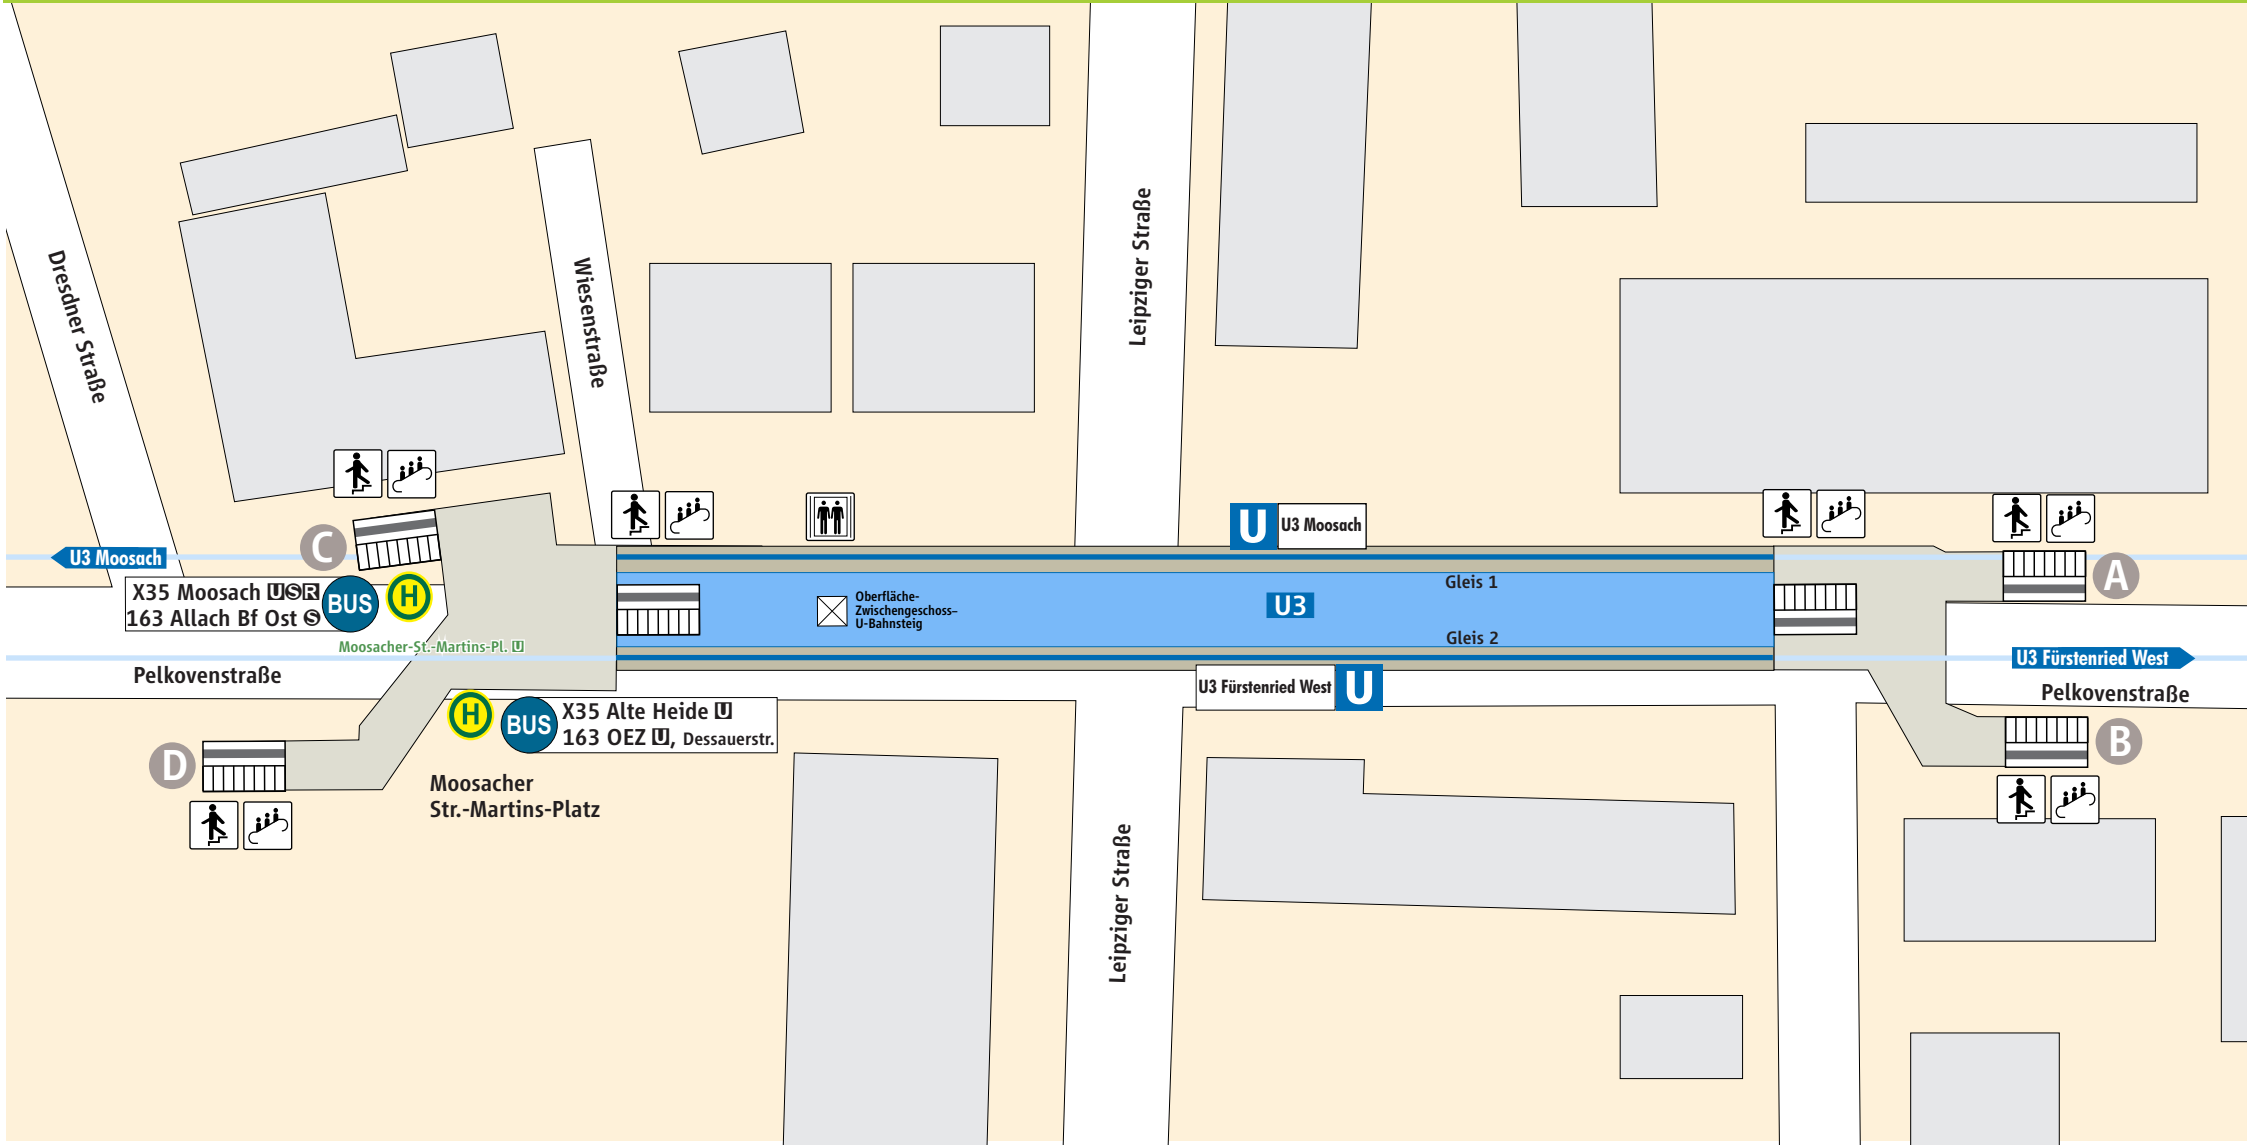 Dresdner Straße
Wiesenstraße
Leipziger Straße
U
U3 Moosach
C
U3 Moosach
A
X35 Moosach U S R
163 Allach Bf Ost S
BUS
H
Oberfläche-
Zwischengeschoss–
U-Bahnsteig
Gleis 1
U3
Gleis 2
Moosacher-St.-Martins-Pl. U
Pelkovenstraße
U3 Fürstenried West
U3 Fürstenried West
U
Pelkovenstraße
H
BUS
X35 Alte Heide U
163 OEZ U, Dessauerstr.
D
B
Moosacher
Str.-Martins-Platz
Leipziger Straße